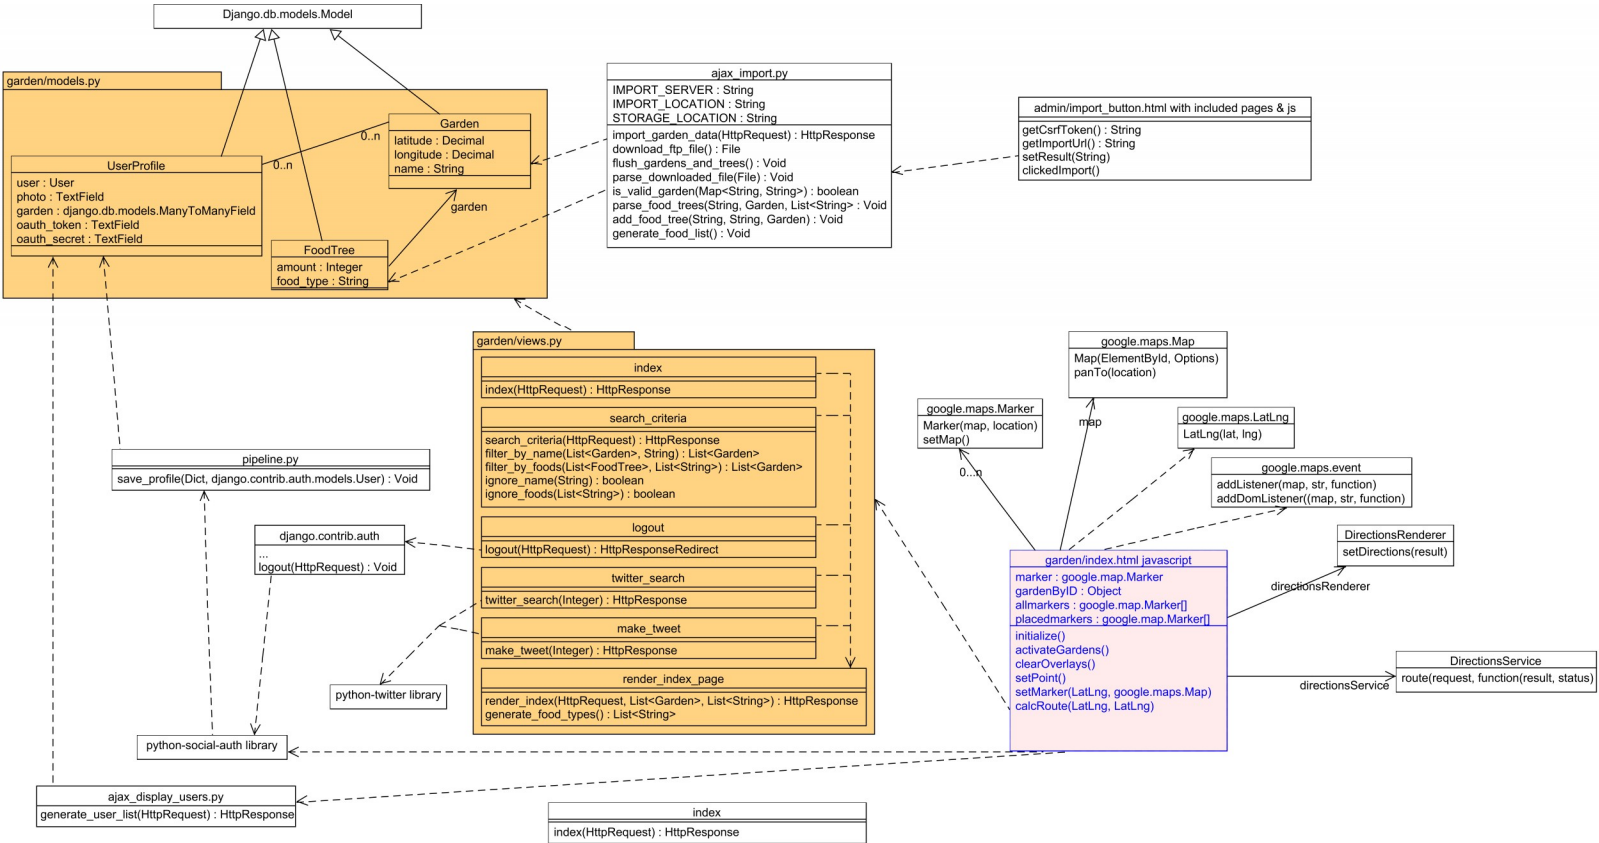 Django.db.models.Model
garden/models.py
Garden
latitude : Decimal
longitude : Decimal
name : String
0..n
0..n
UserProfile
user : User
photo : TextField
garden : django.db.models.ManyToManyField
oauth_token : TextField
oauth_secret : TextField
garden
FoodTree
amount : Integer
food_type : String
ajax_import.py
IMPORT_SERVER : String
IMPORT_LOCATION : String
STORAGE_LOCATION : String
import_garden_data(HttpRequest) : HttpResponse
download_ftp_file() : File
flush_gardens_and_trees() : Void
parse_downloaded_file(File) : Void
is_valid_garden(Map<String, String>) : boolean
parse_food_trees(String, Garden, List<String> : Void
add_food_tree(String, String, Garden) : Void
generate_food_list() : Void
admin/import_button.html with included pages & js
getCsrfToken() : String
getImportUrl() : String
setResult(String)
clickedImport()
garden/views.py
index
index(HttpRequest) : HttpResponse
search_criteria
search_criteria(HttpRequest) : HttpResponse
filter_by_name(List<Garden>, String) : List<Garden>
filter_by_foods(List<FoodTree>, List<String>) : List<Garden>
ignore_name(String) : boolean
ignore_foods(List<String>) : boolean
logout
logout(HttpRequest) : HttpResponseRedirect
twitter_search
twitter_search(Integer) : HttpResponse
make_tweet
make_tweet(Integer) : HttpResponse
render_index_page
render_index(HttpRequest, List<Garden>, List<String>) : HttpResponse
generate_food_types() : List<String>
pipeline.py
save_profile(Dict, django.contrib.auth.models.User) : Void
django.contrib.auth
...
logout(HttpRequest) : Void
python-twitter library
python-social-auth library
ajax_display_users.py
generate_user_list(HttpRequest) : HttpResponse
index
index(HttpRequest) : HttpResponse
google.maps.Map
Map(ElementById, Options)
panTo(location)
google.maps.Marker
Marker(map, location)
setMap()
map
0...n
google.maps.LatLng
LatLng(lat, lng)
google.maps.event
addListener(map, str, function)
addDomListener((map, str, function)
DirectionsRenderer
setDirections(result)
directionsRenderer
garden/index.html javascript
marker : google.map.Marker
gardenByID : Object
allmarkers : google.map.Marker[]
placedmarkers : google.map.Marker[]
initialize()
activateGardens()
clearOverlays()
setPoint()
setMarker(LatLng, google.maps.Map)
calcRoute(LatLng, LatLng)
DirectionsService
route(request, function(result, status)
directionsService